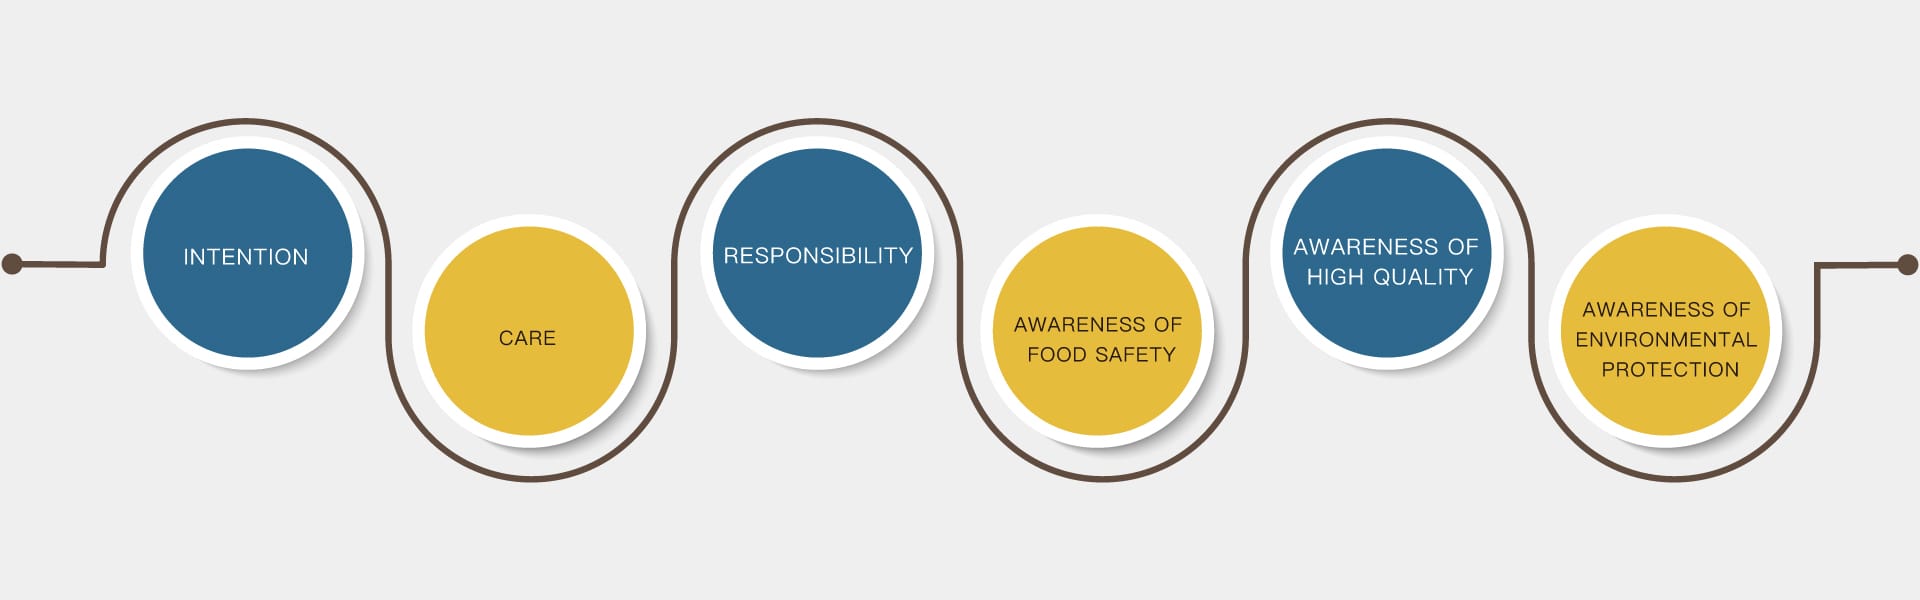 INTENTION
CARE
RESPONSIBILITY
AWARENESS OF
FOOD SAFETY
AWARENESS OF
HIGH QUALITY
AWARENESS OF
ENVIRONMENTAL
PROTECTION